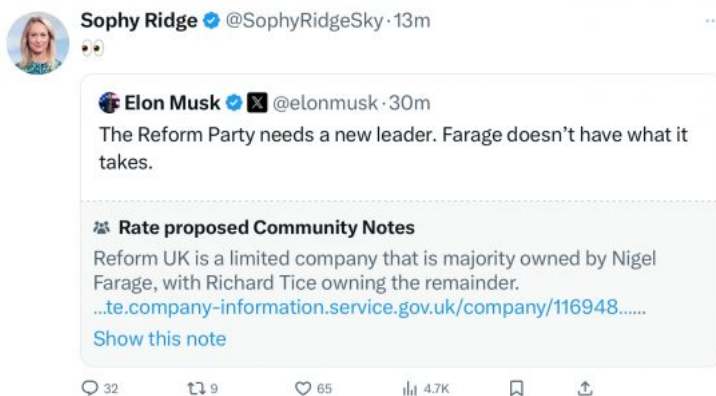 Sophy Ridge @SophyRidgeSky · 13m
👀
Elon Musk X @elonmusk · 30m
The Reform Party needs a new leader. Farage doesn’t have what it
takes.
Rate proposed Community Notes
Reform UK is a limited company that is majority owned by Nigel
Farage, with Richard Tice owning the remainder.
...te.company-information.service.gov.uk/company/116948......
Show this note
32 9 65 4.7K